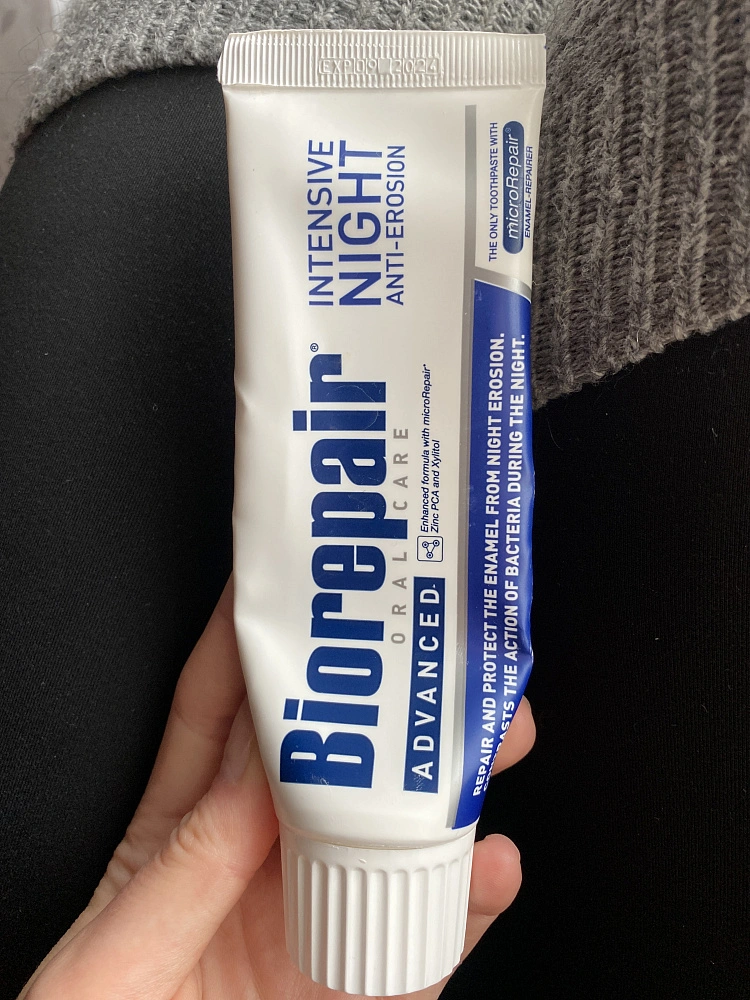 EXP09 2024
INTENSIVE
NIGHT
ANTI-EROSION
THE ONLY TOOTHPASTE WITH
microRepair®
ENAMEL-REPAIRER
Biorepair®
ORAL CARE
ADVANCED
Enhanced formula with microRepair®
Zinc PCA and Xylitol
REPAIR AND PROTECT THE ENAMEL FROM NIGHT EROSION.
THE ACTION OF BACTERIA DURING THE NIGHT.